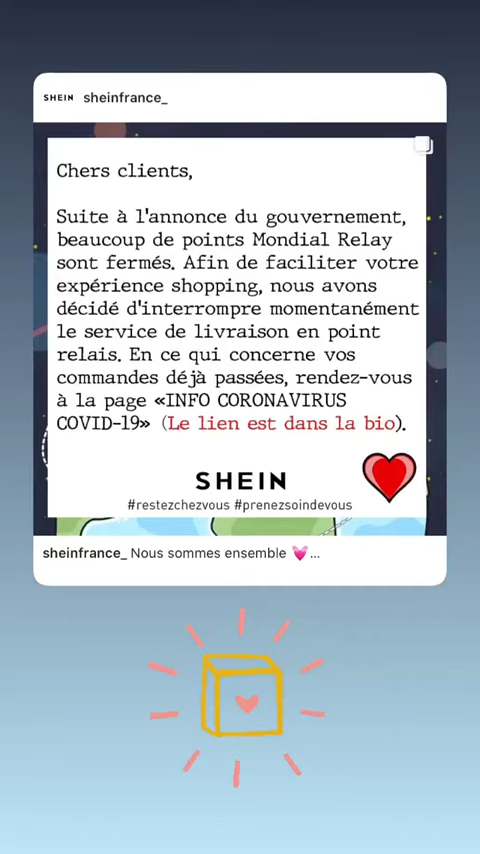 SHEIN sheinfrance_
Chers clients,
Suite à l'annonce du gouvernement,
beaucoup de points Mondial Relay
sont fermés. Afin de faciliter votre
expérience shopping, nous avons
décidé d'interrompre momentanément
le service de livraison en point
relais. En ce qui concerne vos
commandes déjà passées, rendez-vous
à la page «INFO CORONAVIRUS
COVID-19» (Le lien est dans la bio).
SHEIN
#restezchezvous #prenezsoindevous
sheinfrance_ Nous sommes ensemble 💓...